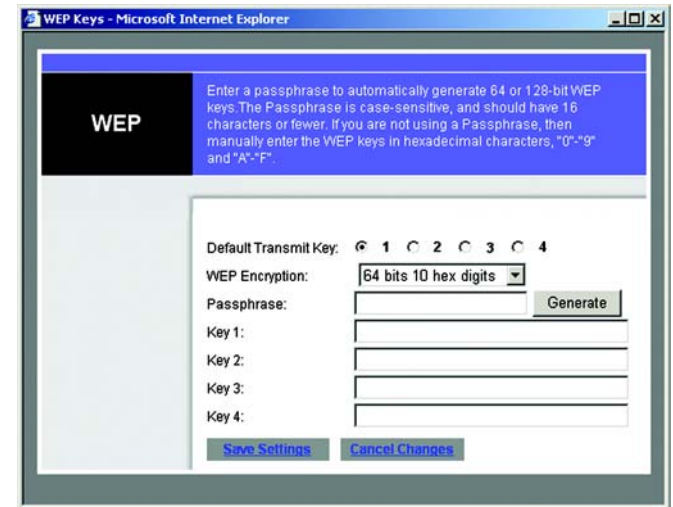 WEP Keys - Microsoft Internet Explorer
WEP
Enter a passphrase to automatically generate 64 or 128-bit WEP
keys.The Passphrase is case-sensitive, and should have 16
characters or fewer. If you are not using a Passphrase, then
manually enter the WEP keys in hexadecimal characters, "0"-"9"
and "A"-"F".
Default Transmit Key: 1 2 3 4
WEP Encryption: 64 bits 10 hex digits
Passphrase: Generate
Key 1:
Key 2:
Key 3:
Key 4:
Save Settings Cancel Changes